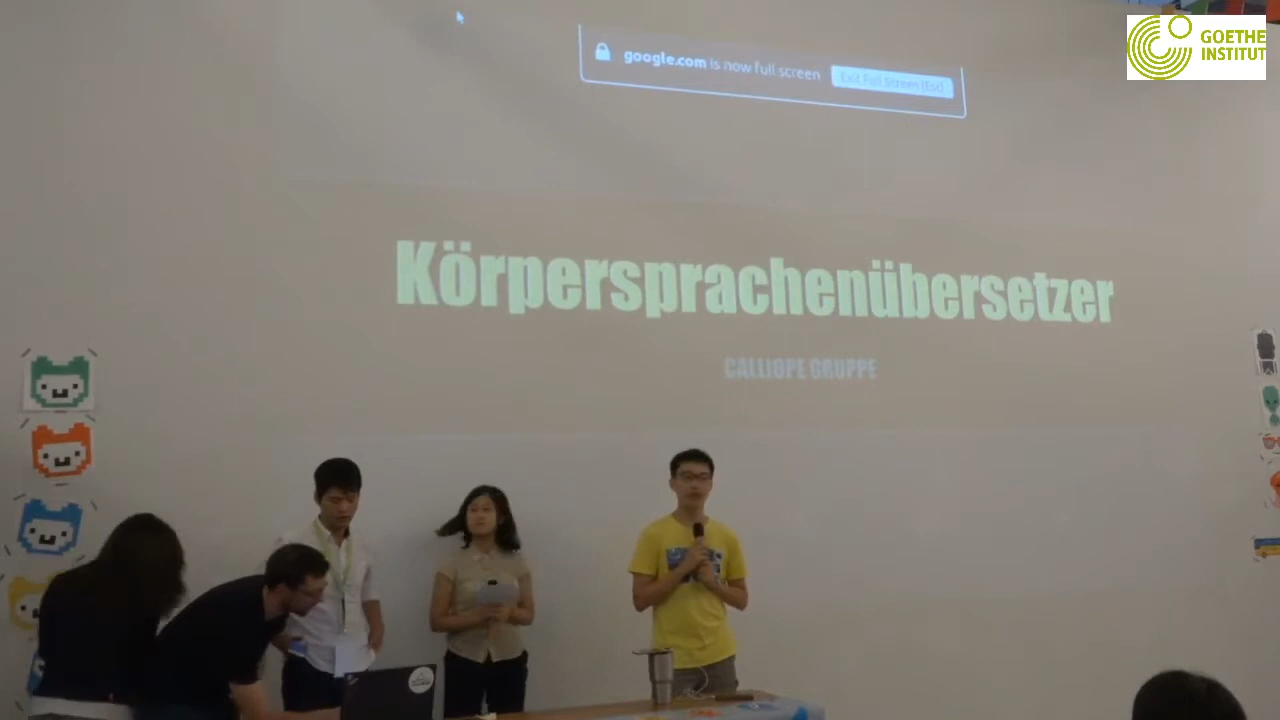 google.com is now full screen
Exit Full Screen (Esc)
GOETHE
INSTITUT
Körpersprachenübersetzer
CALLIOPE GRUPPE